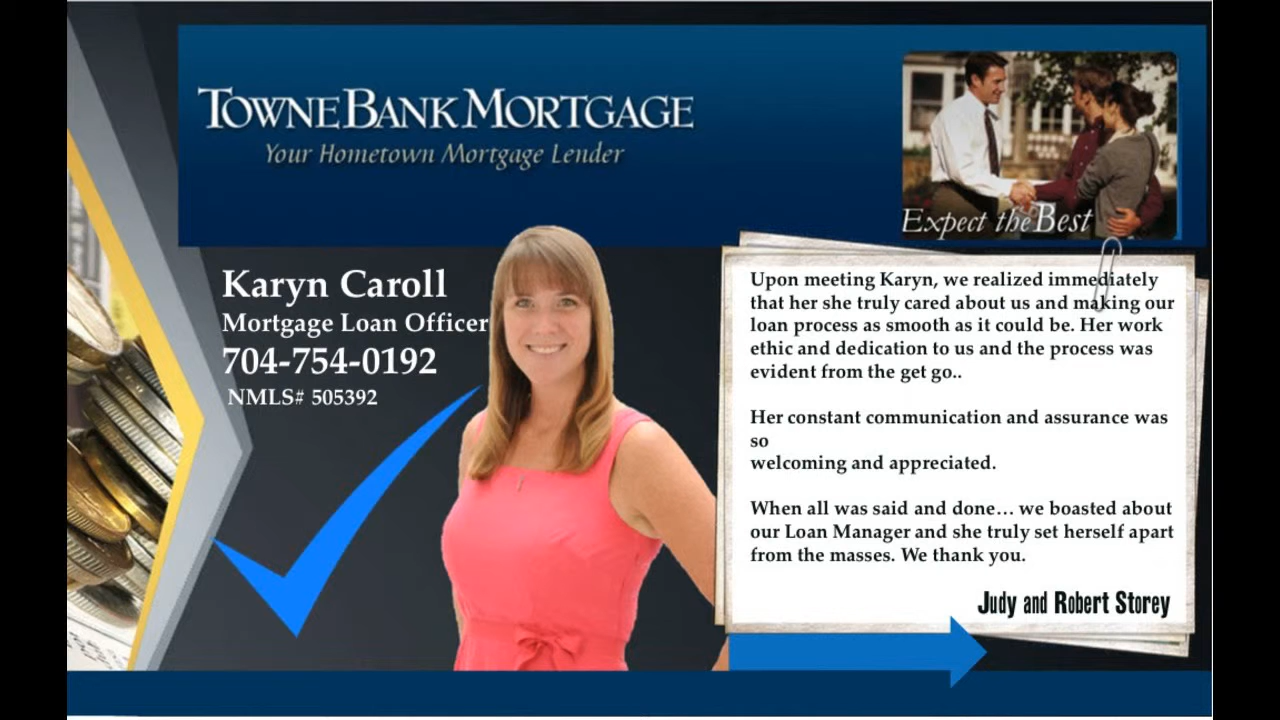 TOWNEBANK MORTGAGE
Your Hometown Mortgage Lender
Expect the Best
Karyn Caroll
Mortgage Loan Officer
704-754-0192
NMLS# 505392
Upon meeting Karyn, we realized immediately
that her she truly cared about us and making our
loan process as smooth as it could be. Her work
ethic and dedication to us and the process was
evident from the get go..
Her constant communication and assurance was
so
welcoming and appreciated.
When all was said and done... we boasted about
our Loan Manager and she truly set herself apart
from the masses. We thank you.
Judy and Robert Storey